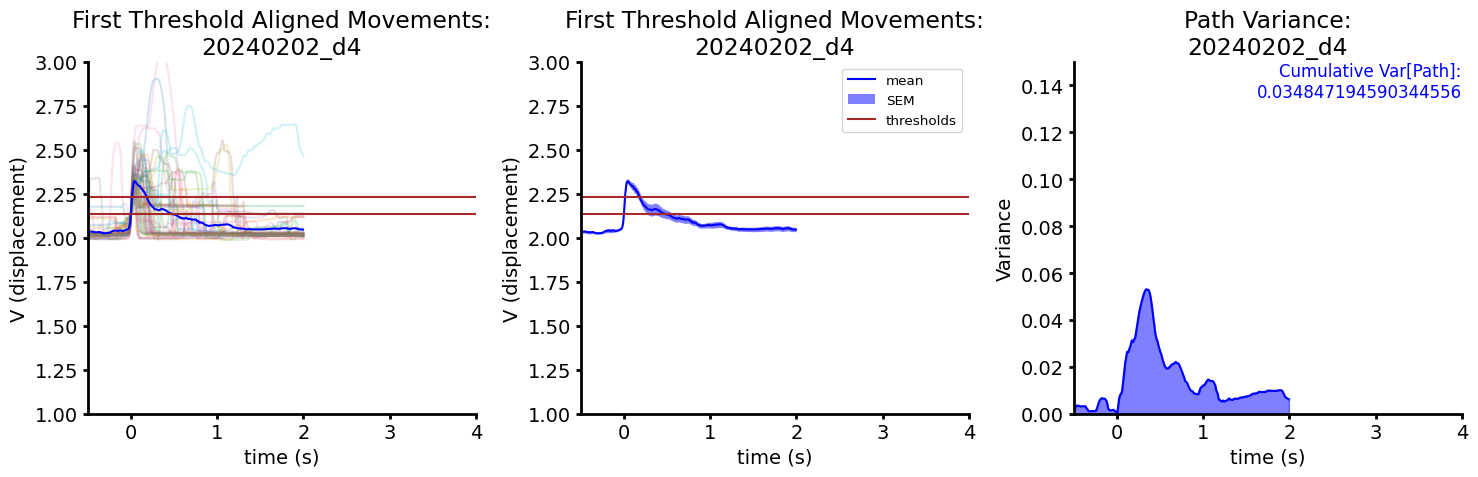 First Threshold Aligned Movements:
20240202_d4
3.00
2.75
2.50
2.25
2.00
1.75
1.50
1.25
1.00
V (displacement)
0
1
2
3
4
time (s)
First Threshold Aligned Movements:
20240202_d4
mean
SEM
thresholds
3.00
2.75
2.50
2.25
2.00
1.75
1.50
1.25
1.00
V (displacement)
0
1
2
3
4
time (s)
Path Variance:
20240202_d4
Cumulative Var[Path]:
0.034847194590344556
0.14
0.12
0.10
0.08
0.06
0.04
0.02
0.00
Variance
0
1
2
3
4
time (s)